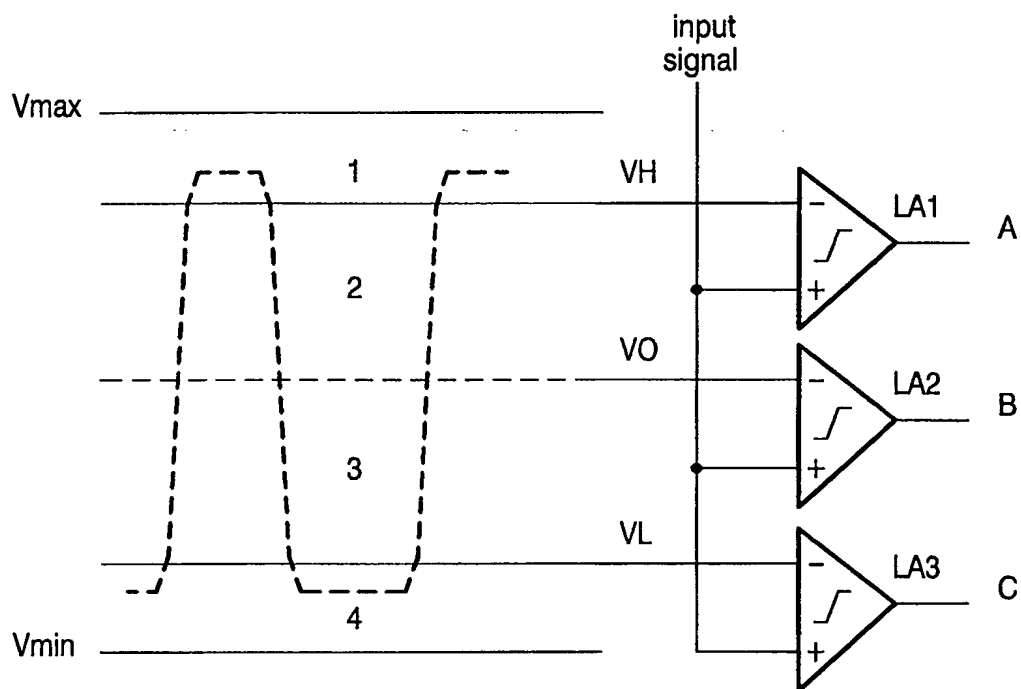 input
signal
Vmax
1
VH
−
LA1
A
2
+
VO
−
LA2
B
3
+
VL
−
LA3
C
4
Vmin
+